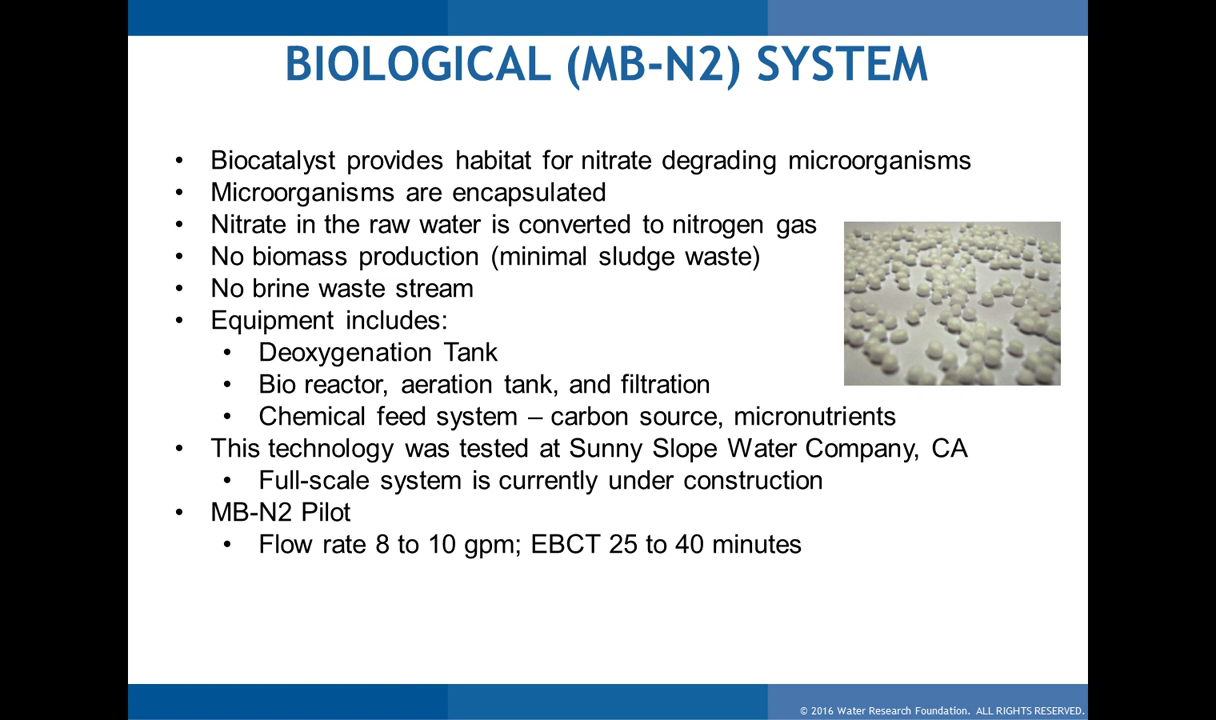 BIOLOGICAL (MB-N2) SYSTEM
• Biocatalyst provides habitat for nitrate degrading microorganisms
• Microorganisms are encapsulated
• Nitrate in the raw water is converted to nitrogen gas
• No biomass production (minimal sludge waste)
• No brine waste stream
• Equipment includes:
• Deoxygenation Tank
• Bio reactor, aeration tank, and filtration
• Chemical feed system – carbon source, micronutrients
• This technology was tested at Sunny Slope Water Company, CA
• Full-scale system is currently under construction
• MB-N2 Pilot
• Flow rate 8 to 10 gpm; EBCT 25 to 40 minutes
© 2016 Water Research Foundation. ALL RIGHTS RESERVED.